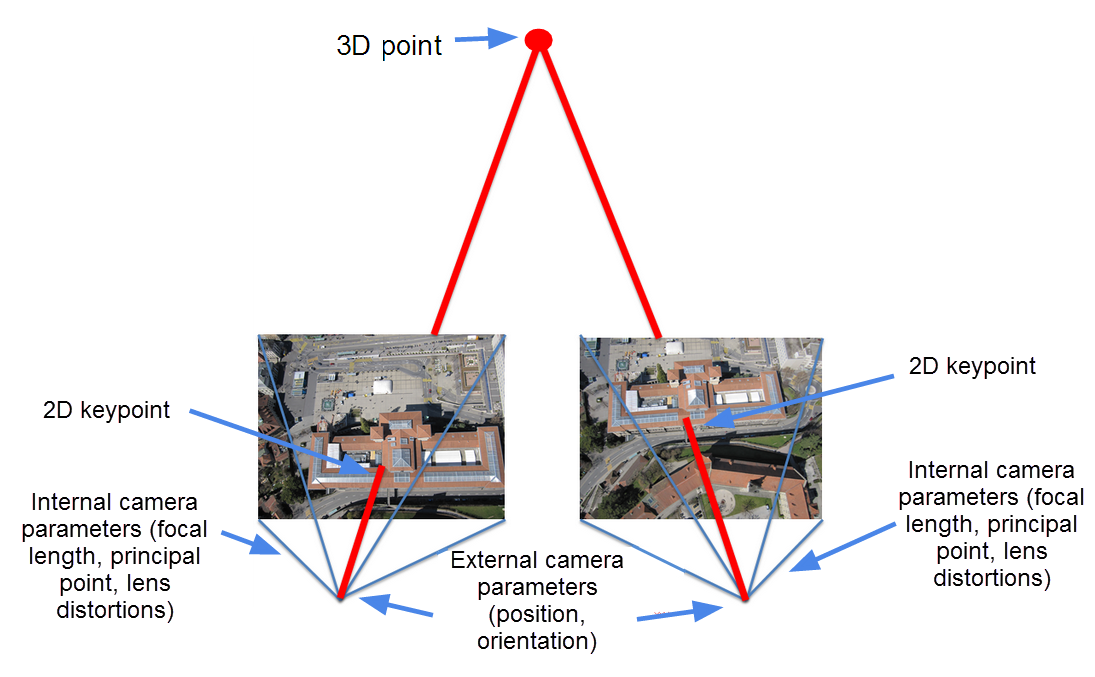 3D point
2D keypoint
2D keypoint
Internal camera
parameters (focal
length, principal
point, lens
distortions)
External camera
parameters
(position,
orientation)
Internal camera
parameters (focal
length, principal
point, lens
distortions)